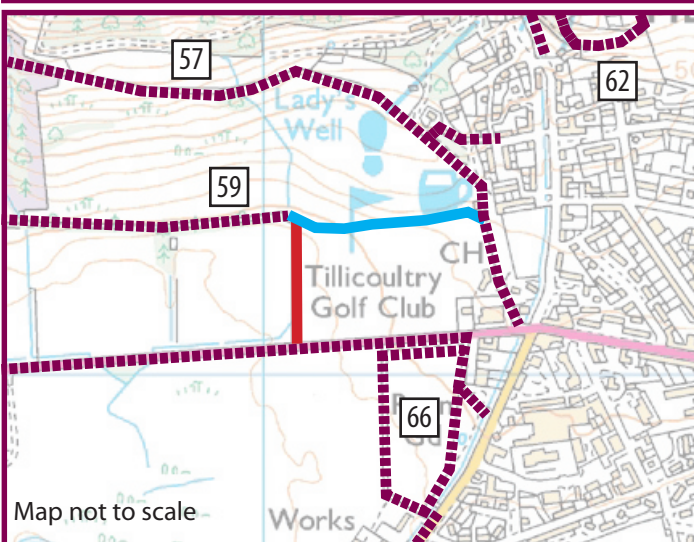 57
62
Lady's
Well
59
CH
Tillicoultry
Golf Club
66
Map not to scale
Works